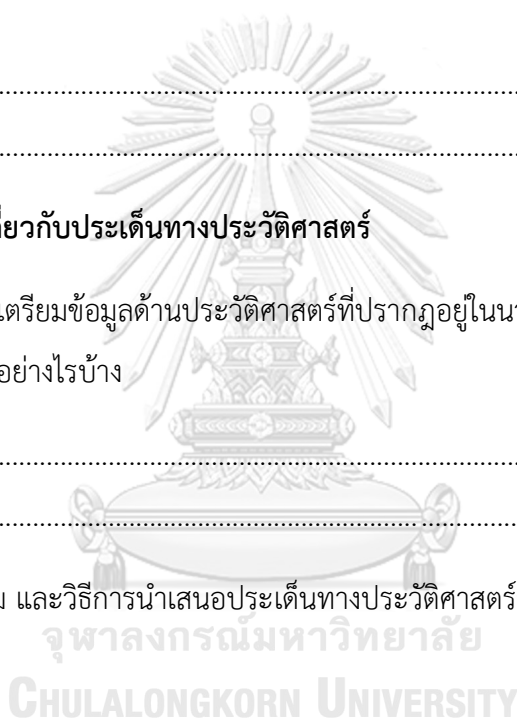 .......................................................................................
.......................................................................................
กี่ยวกับประเด็นทางประวัติศาสตร์
เตรียมข้อมูลด้านประวัติศาสตร์ที่ปรากฏอยู่ในนว
อย่างไรบ้าง
.......................................................................................
.......................................................................................
และวิธีการนำเสนอประเด็นทางประวัติศาสตร์
จุฬาลงกรณ์มหาวิทยาลัย
CHULALONGKORN UNIVERSITY